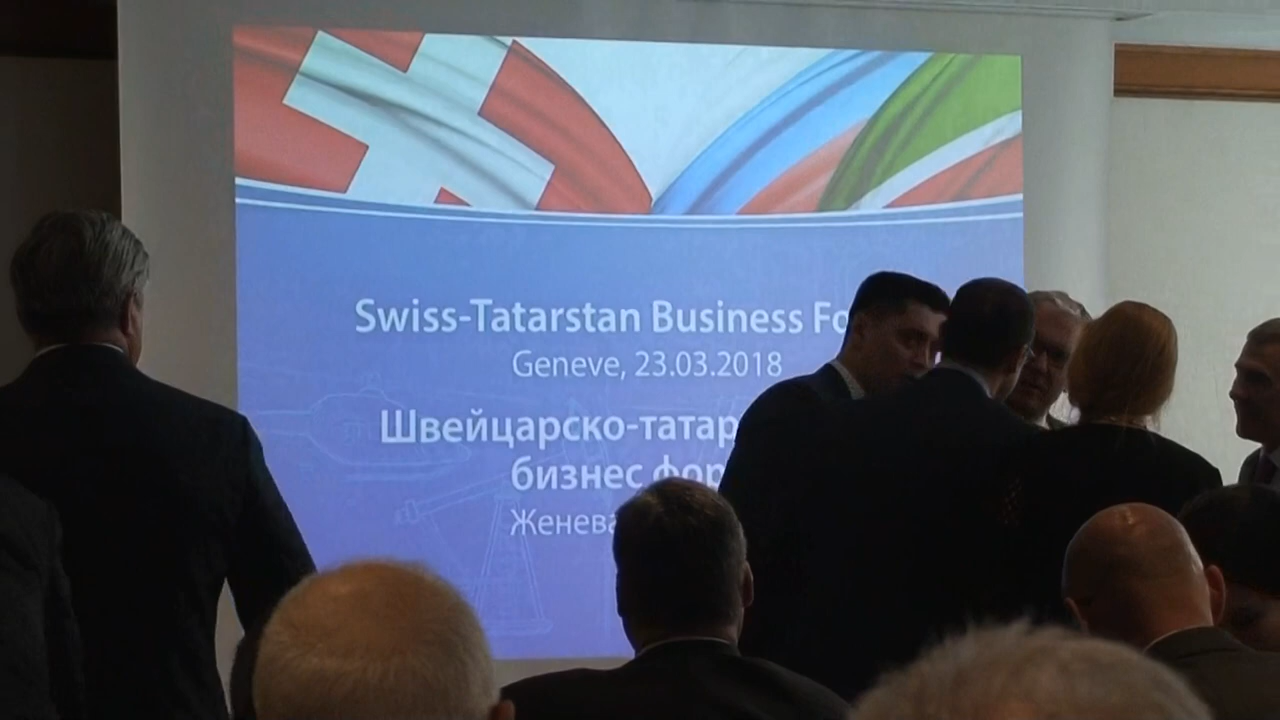 Swiss-Tatarstan Business Fo
Geneve, 23.03.2018
Швейцарско-татар
бизнес фор
Женева